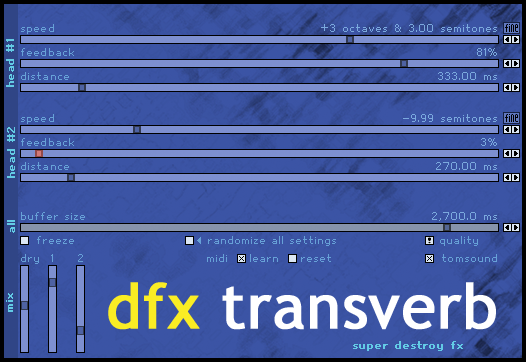 head #1
speed +3 octaves & 3.00 semitones fine
feedback 81%
distance 333.00 ms
head #2
speed -9.99 semitones fine
feedback 3%
distance 270.00 ms
all
buffer size 2,700.0 ms
freeze randomize all settings quality
midi learn reset tomsound
mix
dry 1 2
dfx transverb
super destroy fx